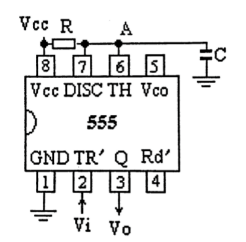 Vcc R A
C
8 7 6 5
Vcc DISC TH Vco
555
GND TR′ Q Rd′
1 2 3 4
Vi Vo